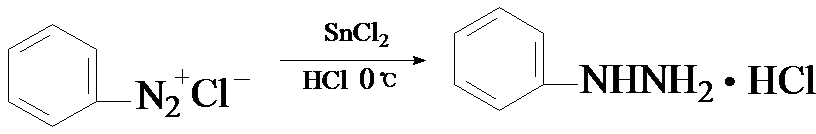 SnCl₂
N₂⁺Cl⁻
HCl 0℃
NHNH₂·HCl